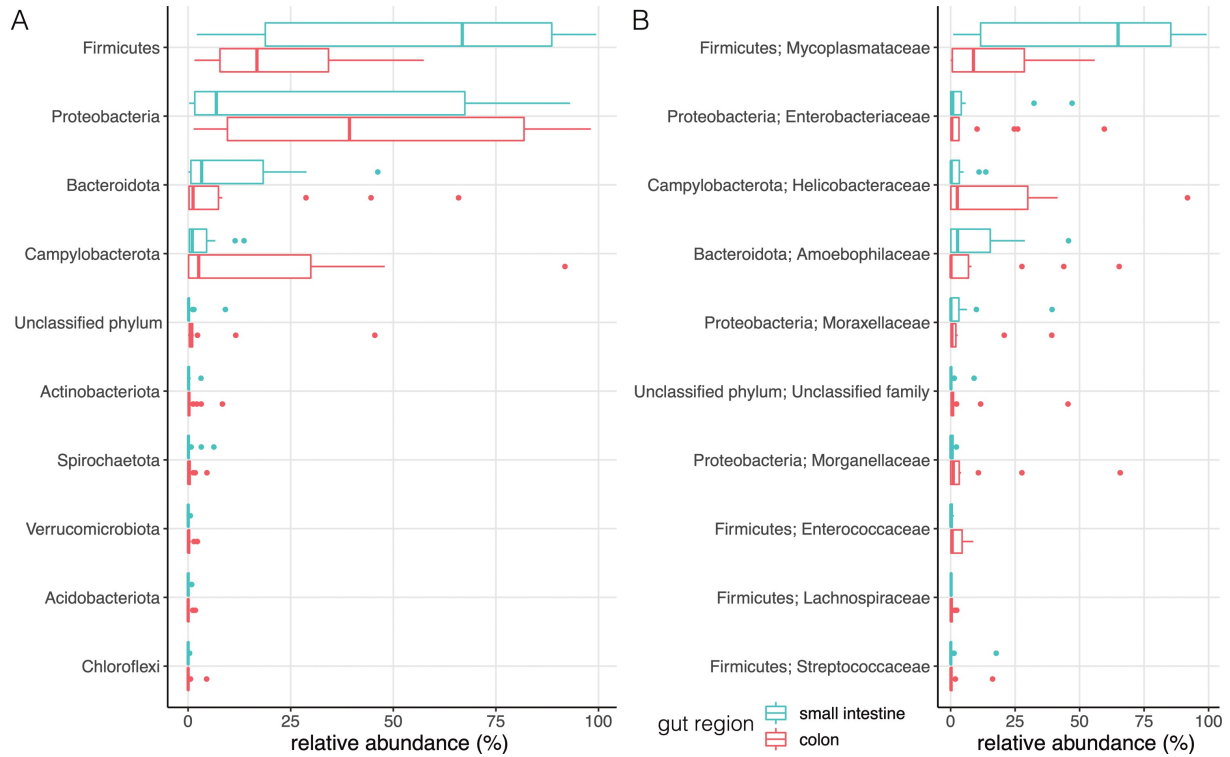 A
Firmicutes
Proteobacteria
Bacteroidota
Campylobacterota
Unclassified phylum
Actinobacteriota
Spirochaetota
Verrucomicrobiota
Acidobacteriota
Chloroflexi
0 25 50 75 100
relative abundance (%)
B
Firmicutes; Mycoplasmataceae
Proteobacteria; Enterobacteriaceae
Campylobacterota; Helicobacteraceae
Bacteroidota; Amoebophilaceae
Proteobacteria; Moraxellaceae
Unclassified phylum; Unclassified family
Proteobacteria; Morganellaceae
Firmicutes; Enterococcaceae
Firmicutes; Lachnospiraceae
Firmicutes; Streptococcaceae
0 25 50 75 100
relative abundance (%)
gut region
small intestine
colon